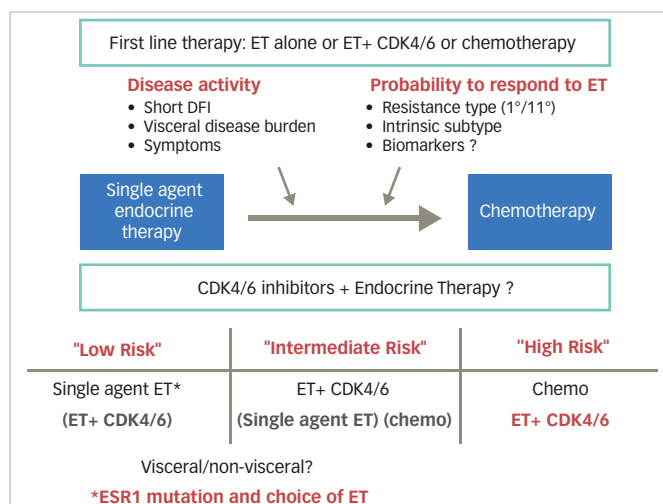 First line therapy: ET alone or ET+ CDK4/6 or chemotherapy
Disease activity
• Short DFI
• Visceral disease burden
• Symptoms
Probability to respond to ET
• Resistance type (1°/11°)
• Intrinsic subtype
• Biomarkers ?
Single agent
endocrine
therapy
Chemotherapy
CDK4/6 inhibitors + Endocrine Therapy ?
"Low Risk"
"Intermediate Risk"
"High Risk"
Single agent ET*
ET+ CDK4/6
Chemo
(ET+ CDK4/6)
(Single agent ET) (chemo)
ET+ CDK4/6
Visceral/non-visceral?
*ESR1 mutation and choice of ET